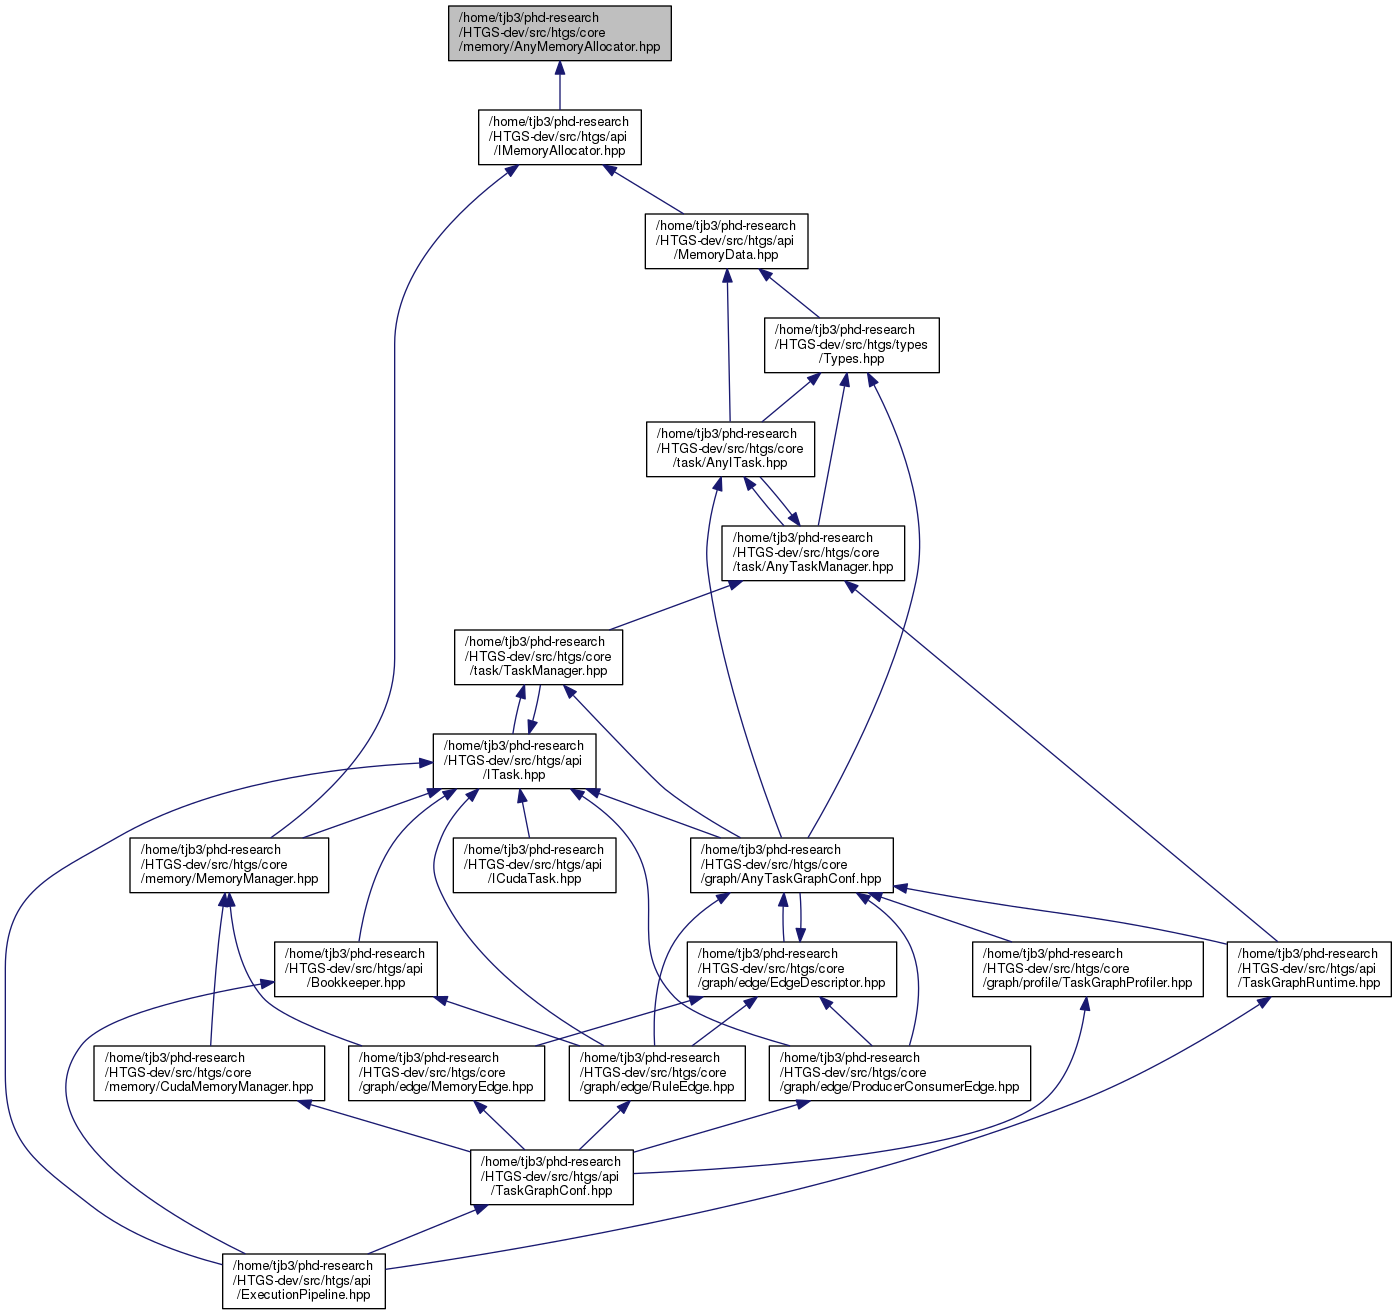 /home/tjb3/phd-research
/HTGS-dev/src/htgs/core
/memory/AnyMemoryAllocator.hpp
/home/tjb3/phd-research
/HTGS-dev/src/htgs/api
/IMemoryAllocator.hpp
/home/tjb3/phd-research
/HTGS-dev/src/htgs/api
/MemoryData.hpp
/home/tjb3/phd-research
/HTGS-dev/src/htgs/types
/Types.hpp
/home/tjb3/phd-research
/HTGS-dev/src/htgs/core
/task/AnyITask.hpp
/home/tjb3/phd-research
/HTGS-dev/src/htgs/core
/task/AnyTaskManager.hpp
/home/tjb3/phd-research
/HTGS-dev/src/htgs/core
/task/TaskManager.hpp
/home/tjb3/phd-research
/HTGS-dev/src/htgs/api
/ITask.hpp
/home/tjb3/phd-research
/HTGS-dev/src/htgs/core
/memory/MemoryManager.hpp
/home/tjb3/phd-research
/HTGS-dev/src/htgs/api
/ICudaTask.hpp
/home/tjb3/phd-research
/HTGS-dev/src/htgs/core
/graph/AnyTaskGraphConf.hpp
/home/tjb3/phd-research
/HTGS-dev/src/htgs/api
/Bookkeeper.hpp
/home/tjb3/phd-research
/HTGS-dev/src/htgs/core
/graph/edge/EdgeDescriptor.hpp
/home/tjb3/phd-research
/HTGS-dev/src/htgs/core
/graph/profile/TaskGraphProfiler.hpp
/home/tjb3/phd-research
/HTGS-dev/src/htgs/api
/TaskGraphRuntime.hpp
/home/tjb3/phd-research
/HTGS-dev/src/htgs/core
/memory/CudaMemoryManager.hpp
/home/tjb3/phd-research
/HTGS-dev/src/htgs/core
/graph/edge/MemoryEdge.hpp
/home/tjb3/phd-research
/HTGS-dev/src/htgs/core
/graph/edge/RuleEdge.hpp
/home/tjb3/phd-research
/HTGS-dev/src/htgs/core
/graph/edge/ProducerConsumerEdge.hpp
/home/tjb3/phd-research
/HTGS-dev/src/htgs/api
/TaskGraphConf.hpp
/home/tjb3/phd-research
/HTGS-dev/src/htgs/api
/ExecutionPipeline.hpp